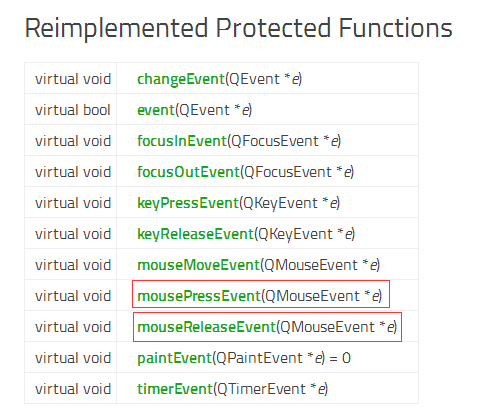 Reimplemented Protected Functions
virtual void changeEvent(QEvent *e)
virtual bool event(QEvent *e)
virtual void focusInEvent(QFocusEvent *e)
virtual void focusOutEvent(QFocusEvent *e)
virtual void keyPressEvent(QKeyEvent *e)
virtual void keyReleaseEvent(QKeyEvent *e)
virtual void mouseMoveEvent(QMouseEvent *e)
virtual void mousePressEvent(QMouseEvent *e)
virtual void mouseReleaseEvent(QMouseEvent *e)
virtual void paintEvent(QPaintEvent *e) = 0
virtual void timerEvent(QTimerEvent *e)